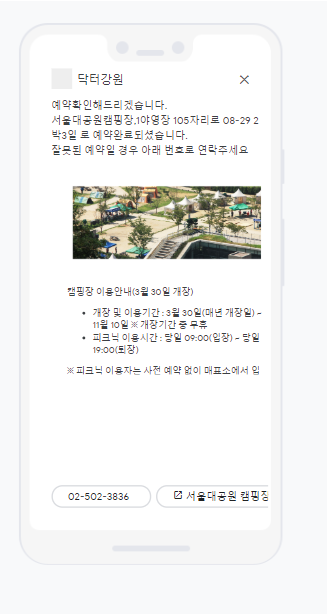 닥터강원
예약확인해드리겠습니다.
서울대공원캠핑장,1야영장 105자리로 08-29 2
박3일 로 예약완료되셨습니다.
잘못된 예약일 경우 아래 번호로 연락주세요
캠핑장 이용안내(3월 30일 개장)
• 개장 및 이용기간 : 3월 30일(매년 개장일) ~
11월 10일 ※ 개장기간 중 무휴
• 피크닉 이용시간 : 당일 09:00(입장) ~ 당일
19:00(퇴장)
※ 피크닉 이용자는 사전 예약 없이 매표소에서 입
02-502-3836
서울대공원 캠핑장